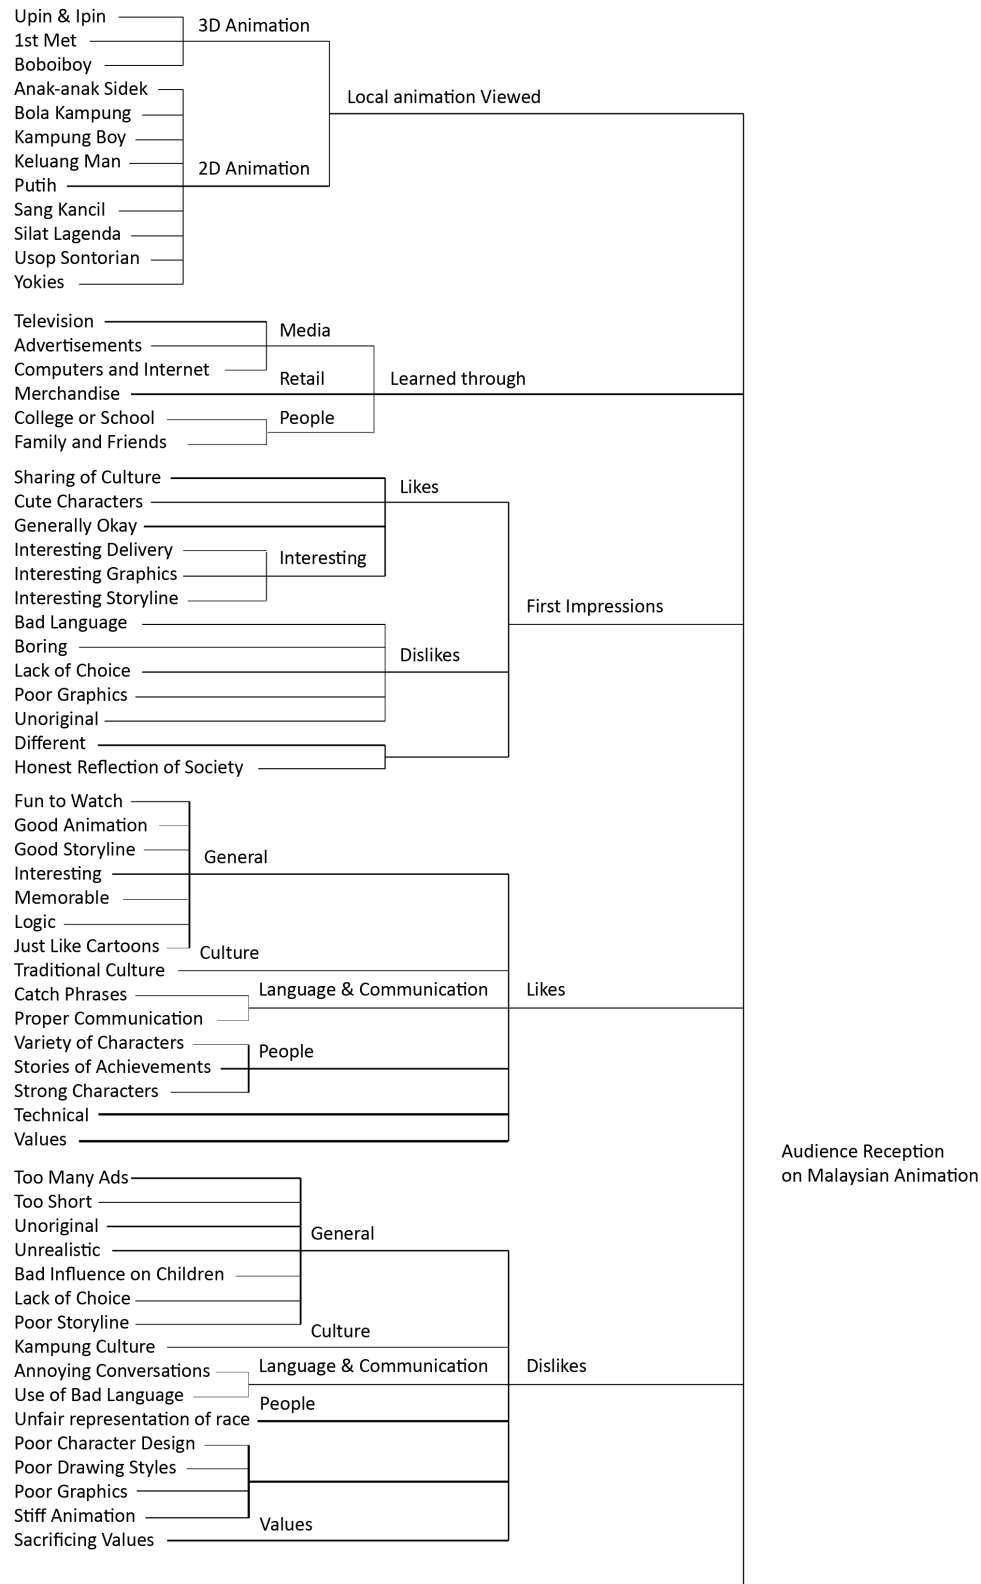 Upin & Ipin
3D Animation
1st Met
Boboiboy
Anak-anak Sidek
Local animation Viewed
Bola Kampung
Kampung Boy
Keluang Man
2D Animation
Putih
Sang Kancil
Silat Lagenda
Usop Sontorian
Yokies
Television
Media
Advertisements
Computers and Internet
Retail
Learned through
Merchandise
College or School
People
Family and Friends
Sharing of Culture
Likes
Cute Characters
Generally Okay
Interesting Delivery
Interesting
Interesting Graphics
Interesting Storyline
First Impressions
Bad Language
Boring
Dislikes
Lack of Choice
Poor Graphics
Unoriginal
Different
Honest Reflection of Society
Fun to Watch
Good Animation
Good Storyline
General
Interesting
Memorable
Logic
Just Like Cartoons
Culture
Traditional Culture
Catch Phrases
Language & Communication
Likes
Proper Communication
Variety of Characters
People
Stories of Achievements
Strong Characters
Technical
Values
Audience Reception
on Malaysian Animation
Too Many Ads
Too Short
Unoriginal
General
Unrealistic
Bad Influence on Children
Lack of Choice
Poor Storyline
Culture
Kampung Culture
Annoying Conversations
Language & Communication
Dislikes
Use of Bad Language
People
Unfair representation of race
Poor Character Design
Poor Drawing Styles
Poor Graphics
Stiff Animation
Values
Sacrificing Values